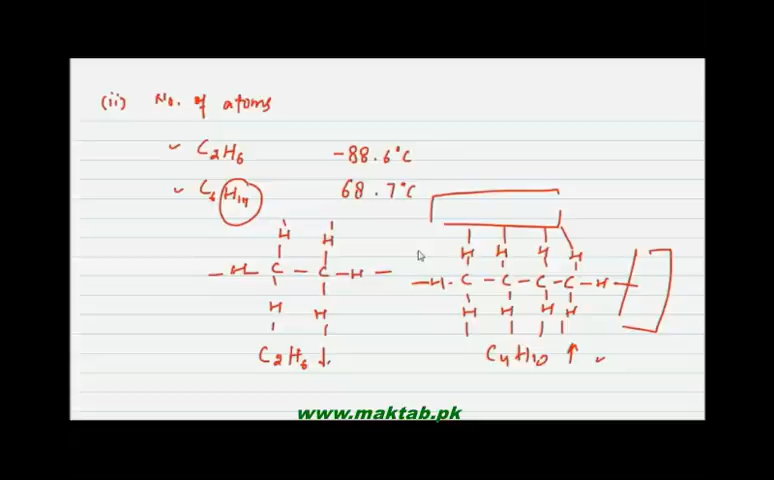 (ii) No. of atoms
C2H6 -88.6°C
C6H14 68.7°C
H H
H H H H
- H - C - C - H -
- H - C - C - C - C - H -
H H
H H H H
C2H6 ↓
C4H10 ↑ ✓
www.maktab.pk